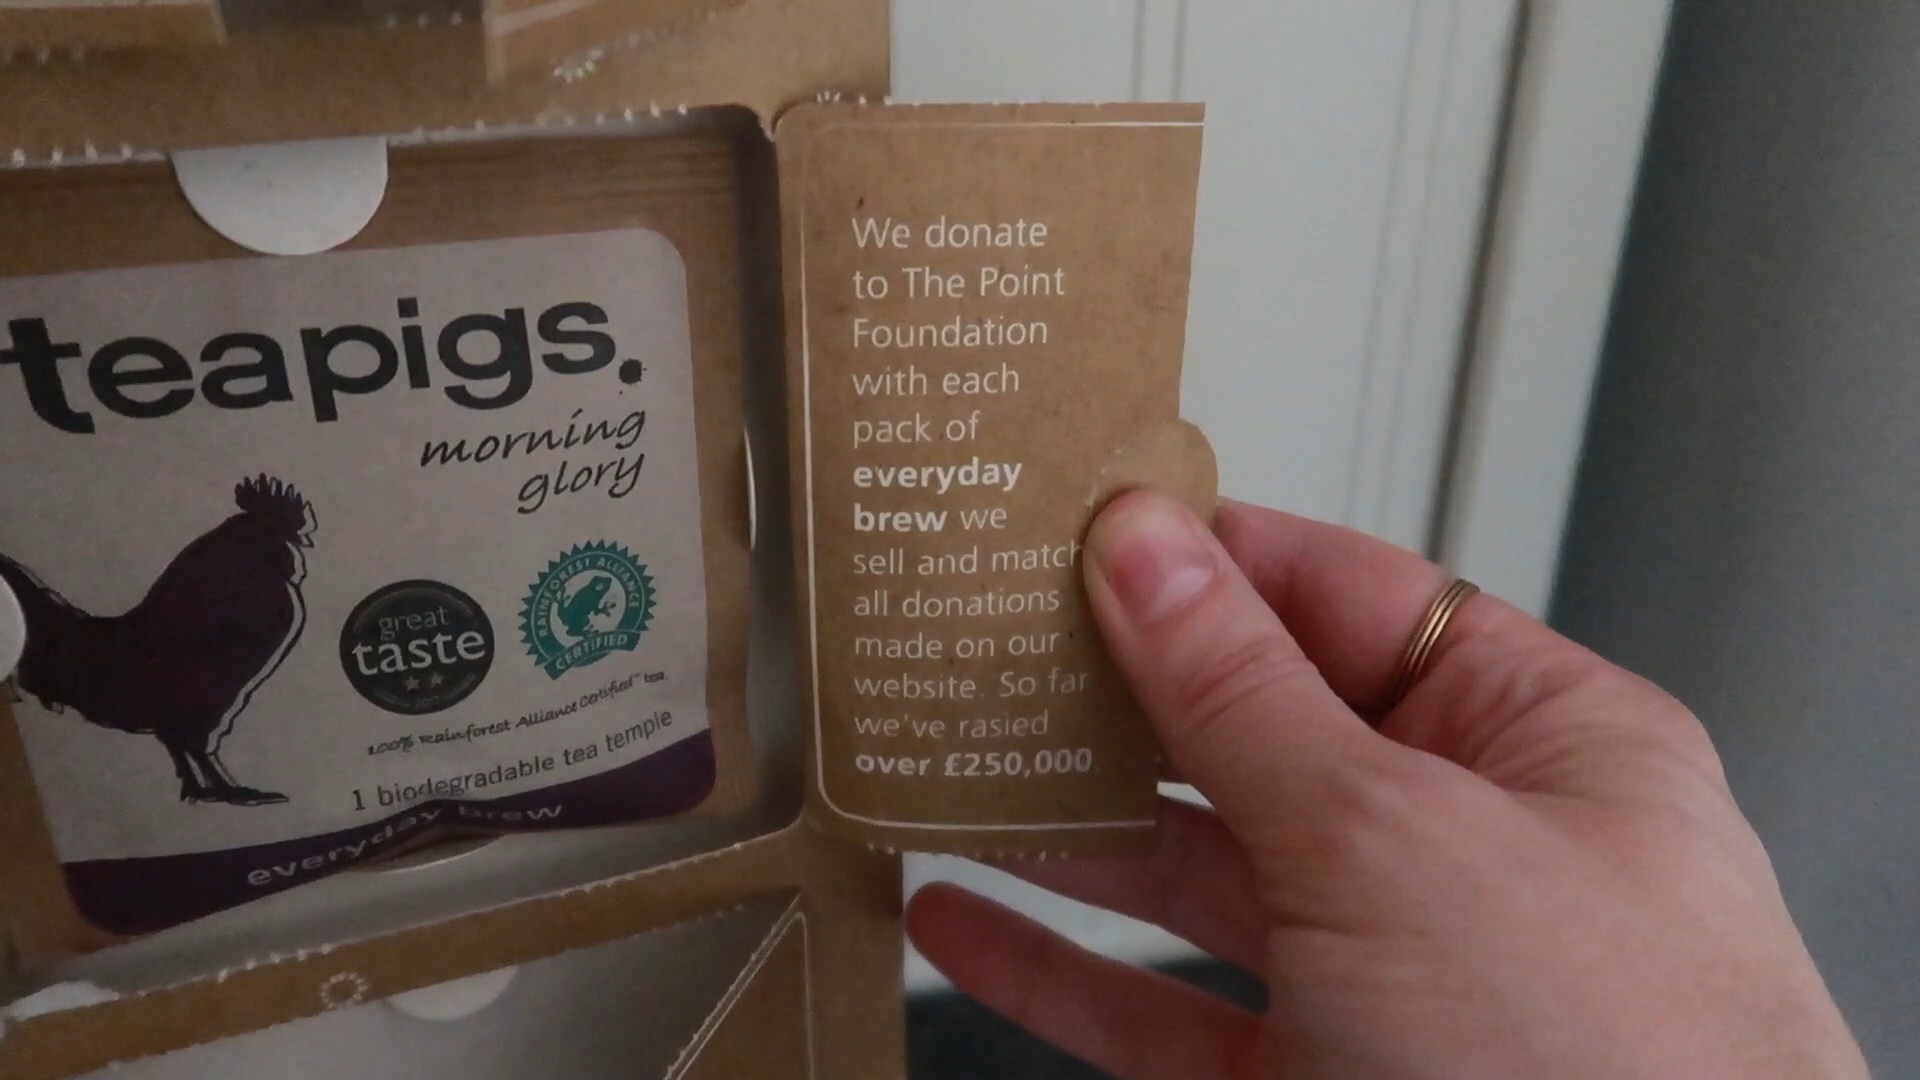 teapigs.
morning
glory
great
taste
RAINFOREST ALLIANCE
CERTIFIED
100% Rainforest Alliance Certified™ tea.
1 biodegradable tea temple
everyday brew
We donate
to The Point
Foundation
with each
pack of
everyday
brew we
sell and match
all donations
made on our
website. So far
we've rasied
over £250,000.